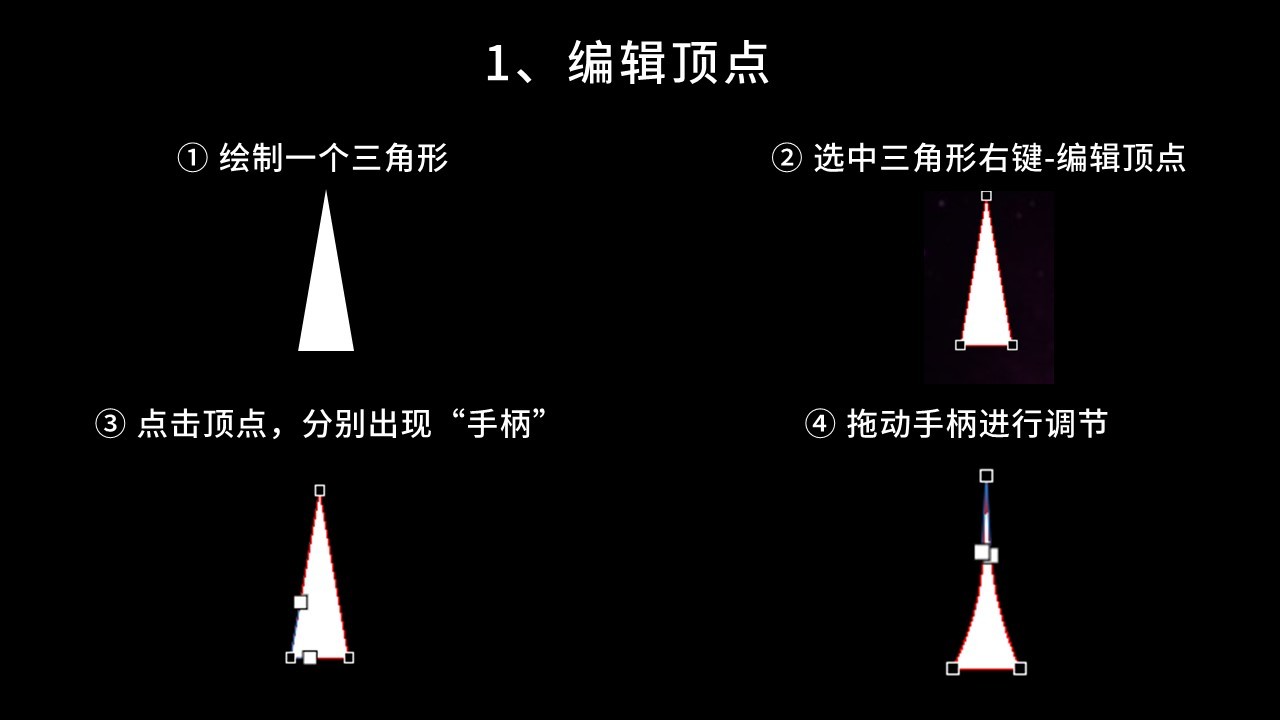 1、编辑顶点
① 绘制一个三角形
② 选中三角形右键-编辑顶点
③ 点击顶点，分别出现“手柄”
④ 拖动手柄进行调节